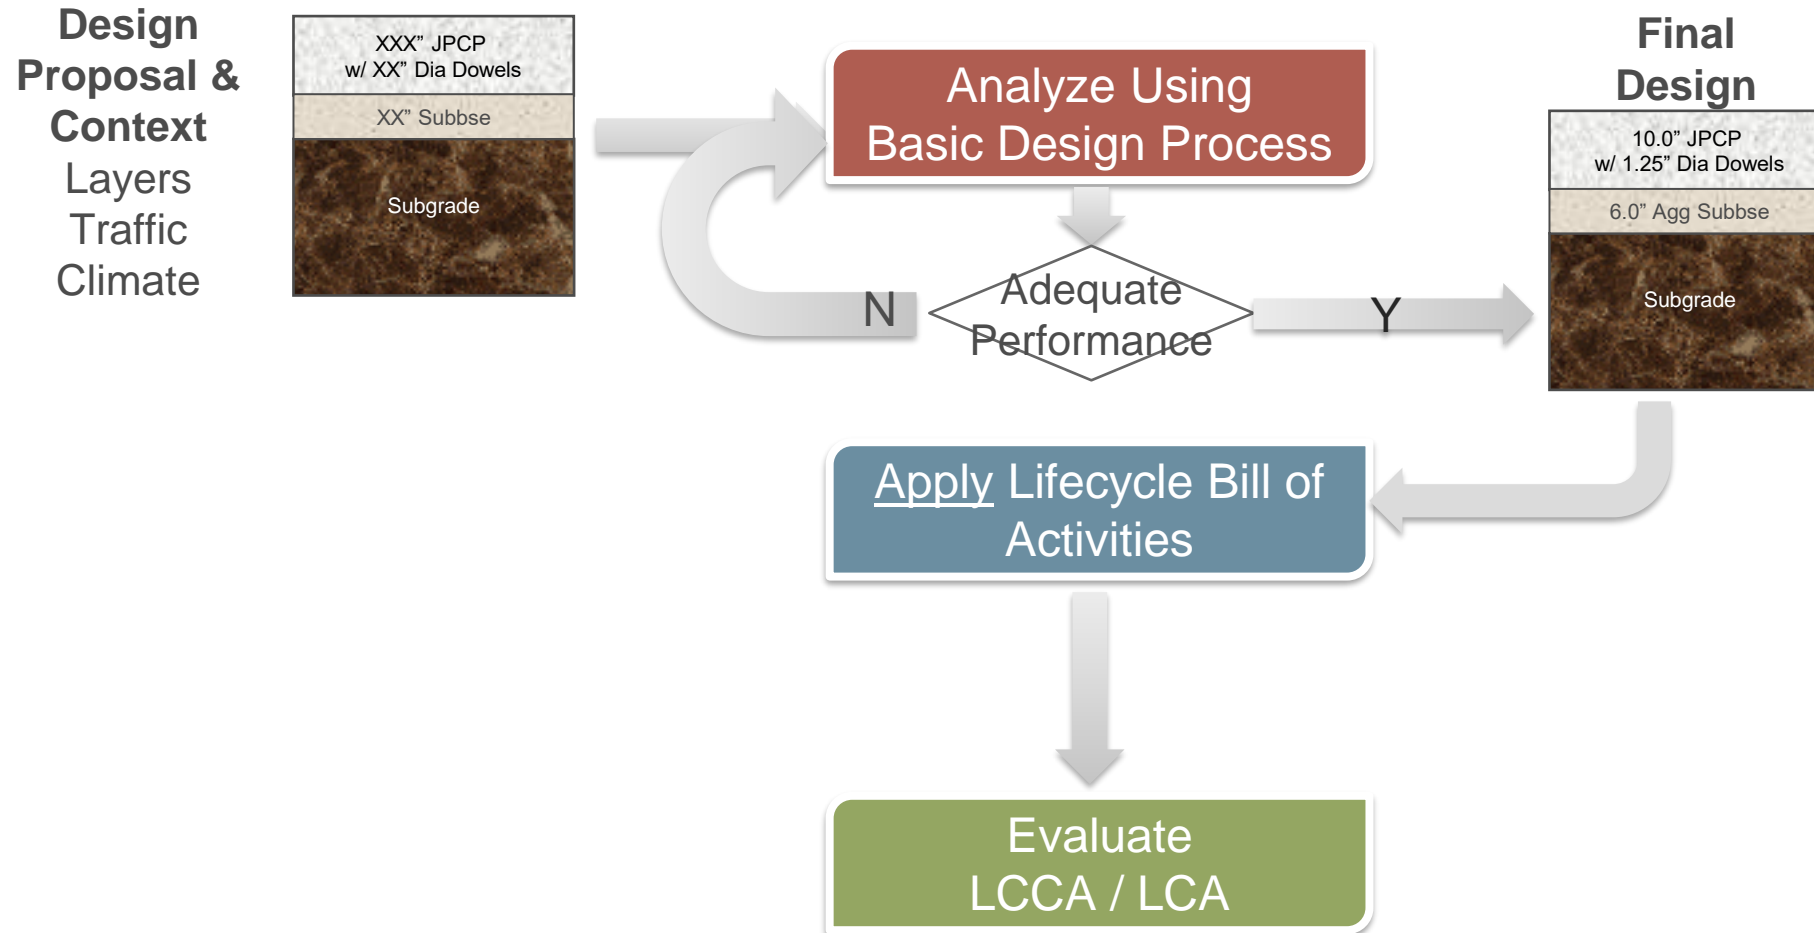 Design
Proposal &
Context
Layers
Traffic
Climate
XXX” JPCP
w/ XX” Dia Dowels
XX” Subbse
Subgrade
Analyze Using
Basic Design Process
Adequate
Performance
N
Y
Final
Design
10.0” JPCP
w/ 1.25” Dia Dowels
6.0” Agg Subbse
Subgrade
Apply Lifecycle Bill of
Activities
Evaluate
LCCA / LCA